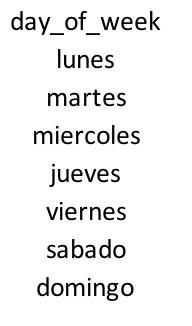 day_of_week
lunes
martes
miercoles
jueves
viernes
sabado
domingo